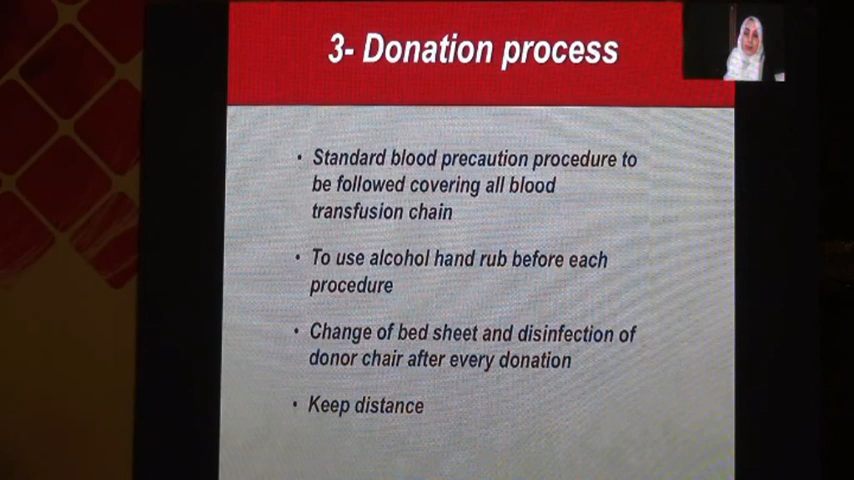 3- Donation process
• Standard blood precaution procedure to
be followed covering all blood
transfusion chain
• To use alcohol hand rub before each
procedure
• Change of bed sheet and disinfection of
donor chair after every donation
• Keep distance